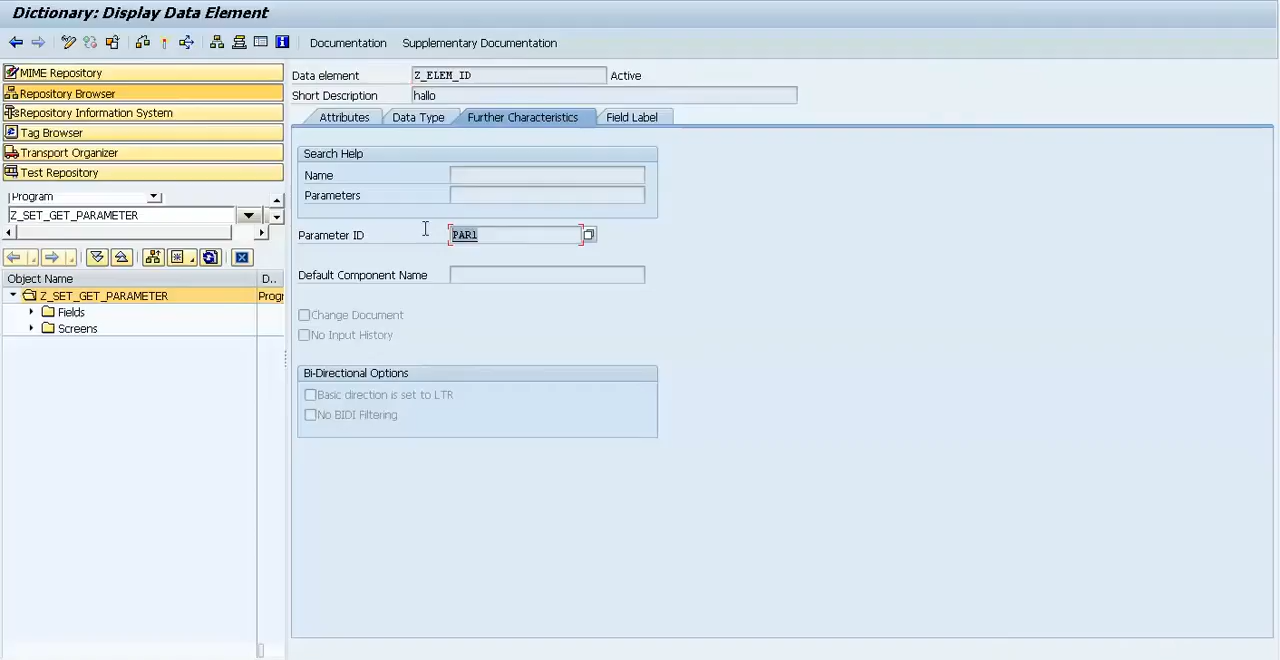 Dictionary: Display Data Element
Documentation Supplementary Documentation
MIME Repository
Repository Browser
Repository Information System
Tag Browser
Transport Organizer
Test Repository
Program
Z_SET_GET_PARAMETER
Object Name D..
Z_SET_GET_PARAMETER Progr
Fields
Screens
Data element Z_ELEM_ID Active
Short Description hallo
Attributes Data Type Further Characteristics Field Label
Search Help
Name
Parameters
Parameter ID PAR1
Default Component Name
Change Document
No Input History
Bi-Directional Options
Basic direction is set to LTR
No BIDI Filtering